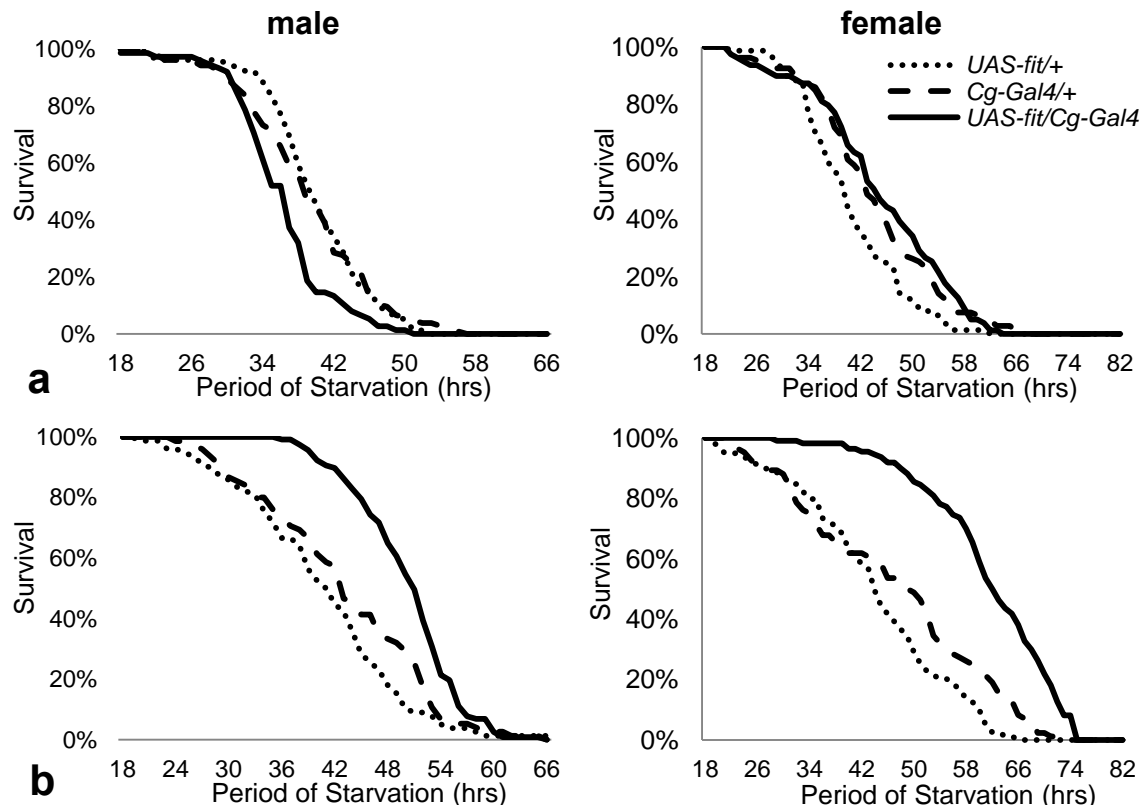 male
female
100%
80%
60%
40%
20%
0%
Survival
18 26 34 42 50 58 66
Period of Starvation (hrs)
a
100%
80%
60%
40%
20%
0%
Survival
18 26 34 42 50 58 66 74 82
Period of Starvation (hrs)
UAS-fit/+
Cg-Gal4/+
UAS-fit/Cg-Gal4
100%
80%
60%
40%
20%
0%
Survival
18 24 30 36 42 48 54 60 66
Period of Starvation (hrs)
b
100%
80%
60%
40%
20%
0%
Survival
18 26 34 42 50 58 66 74 82
Period of Starvation (hrs)